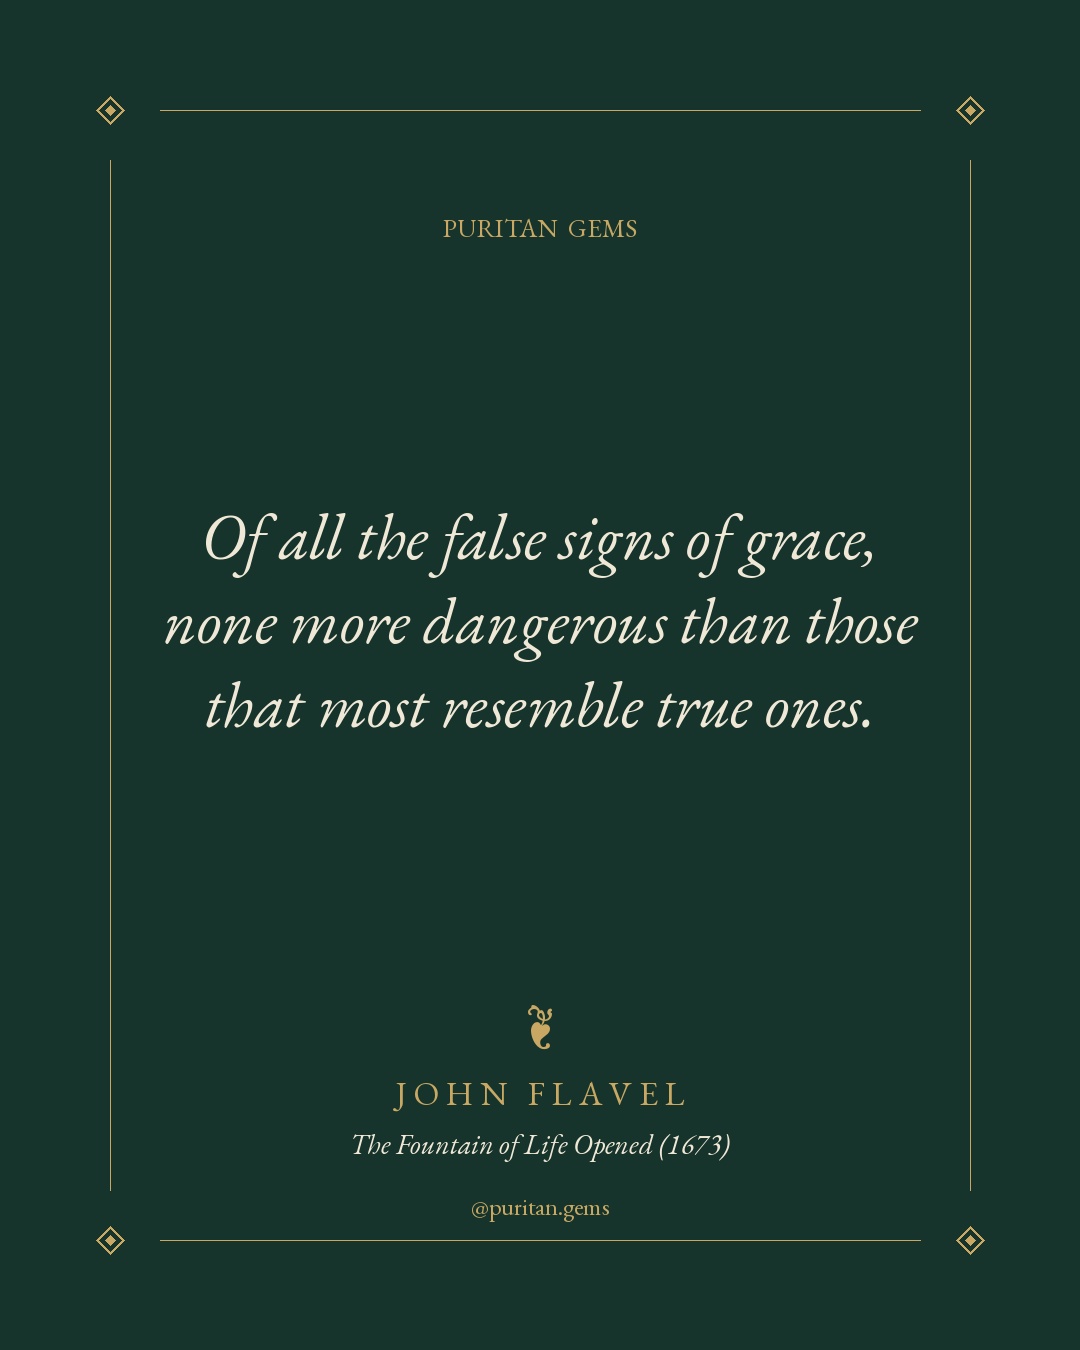 PURITAN GEMS
Of all the false signs of grace,
none more dangerous than those
that most resemble true ones.
JOHN FLAVEL
The Fountain of Life Opened (1673)
@puritan.gems